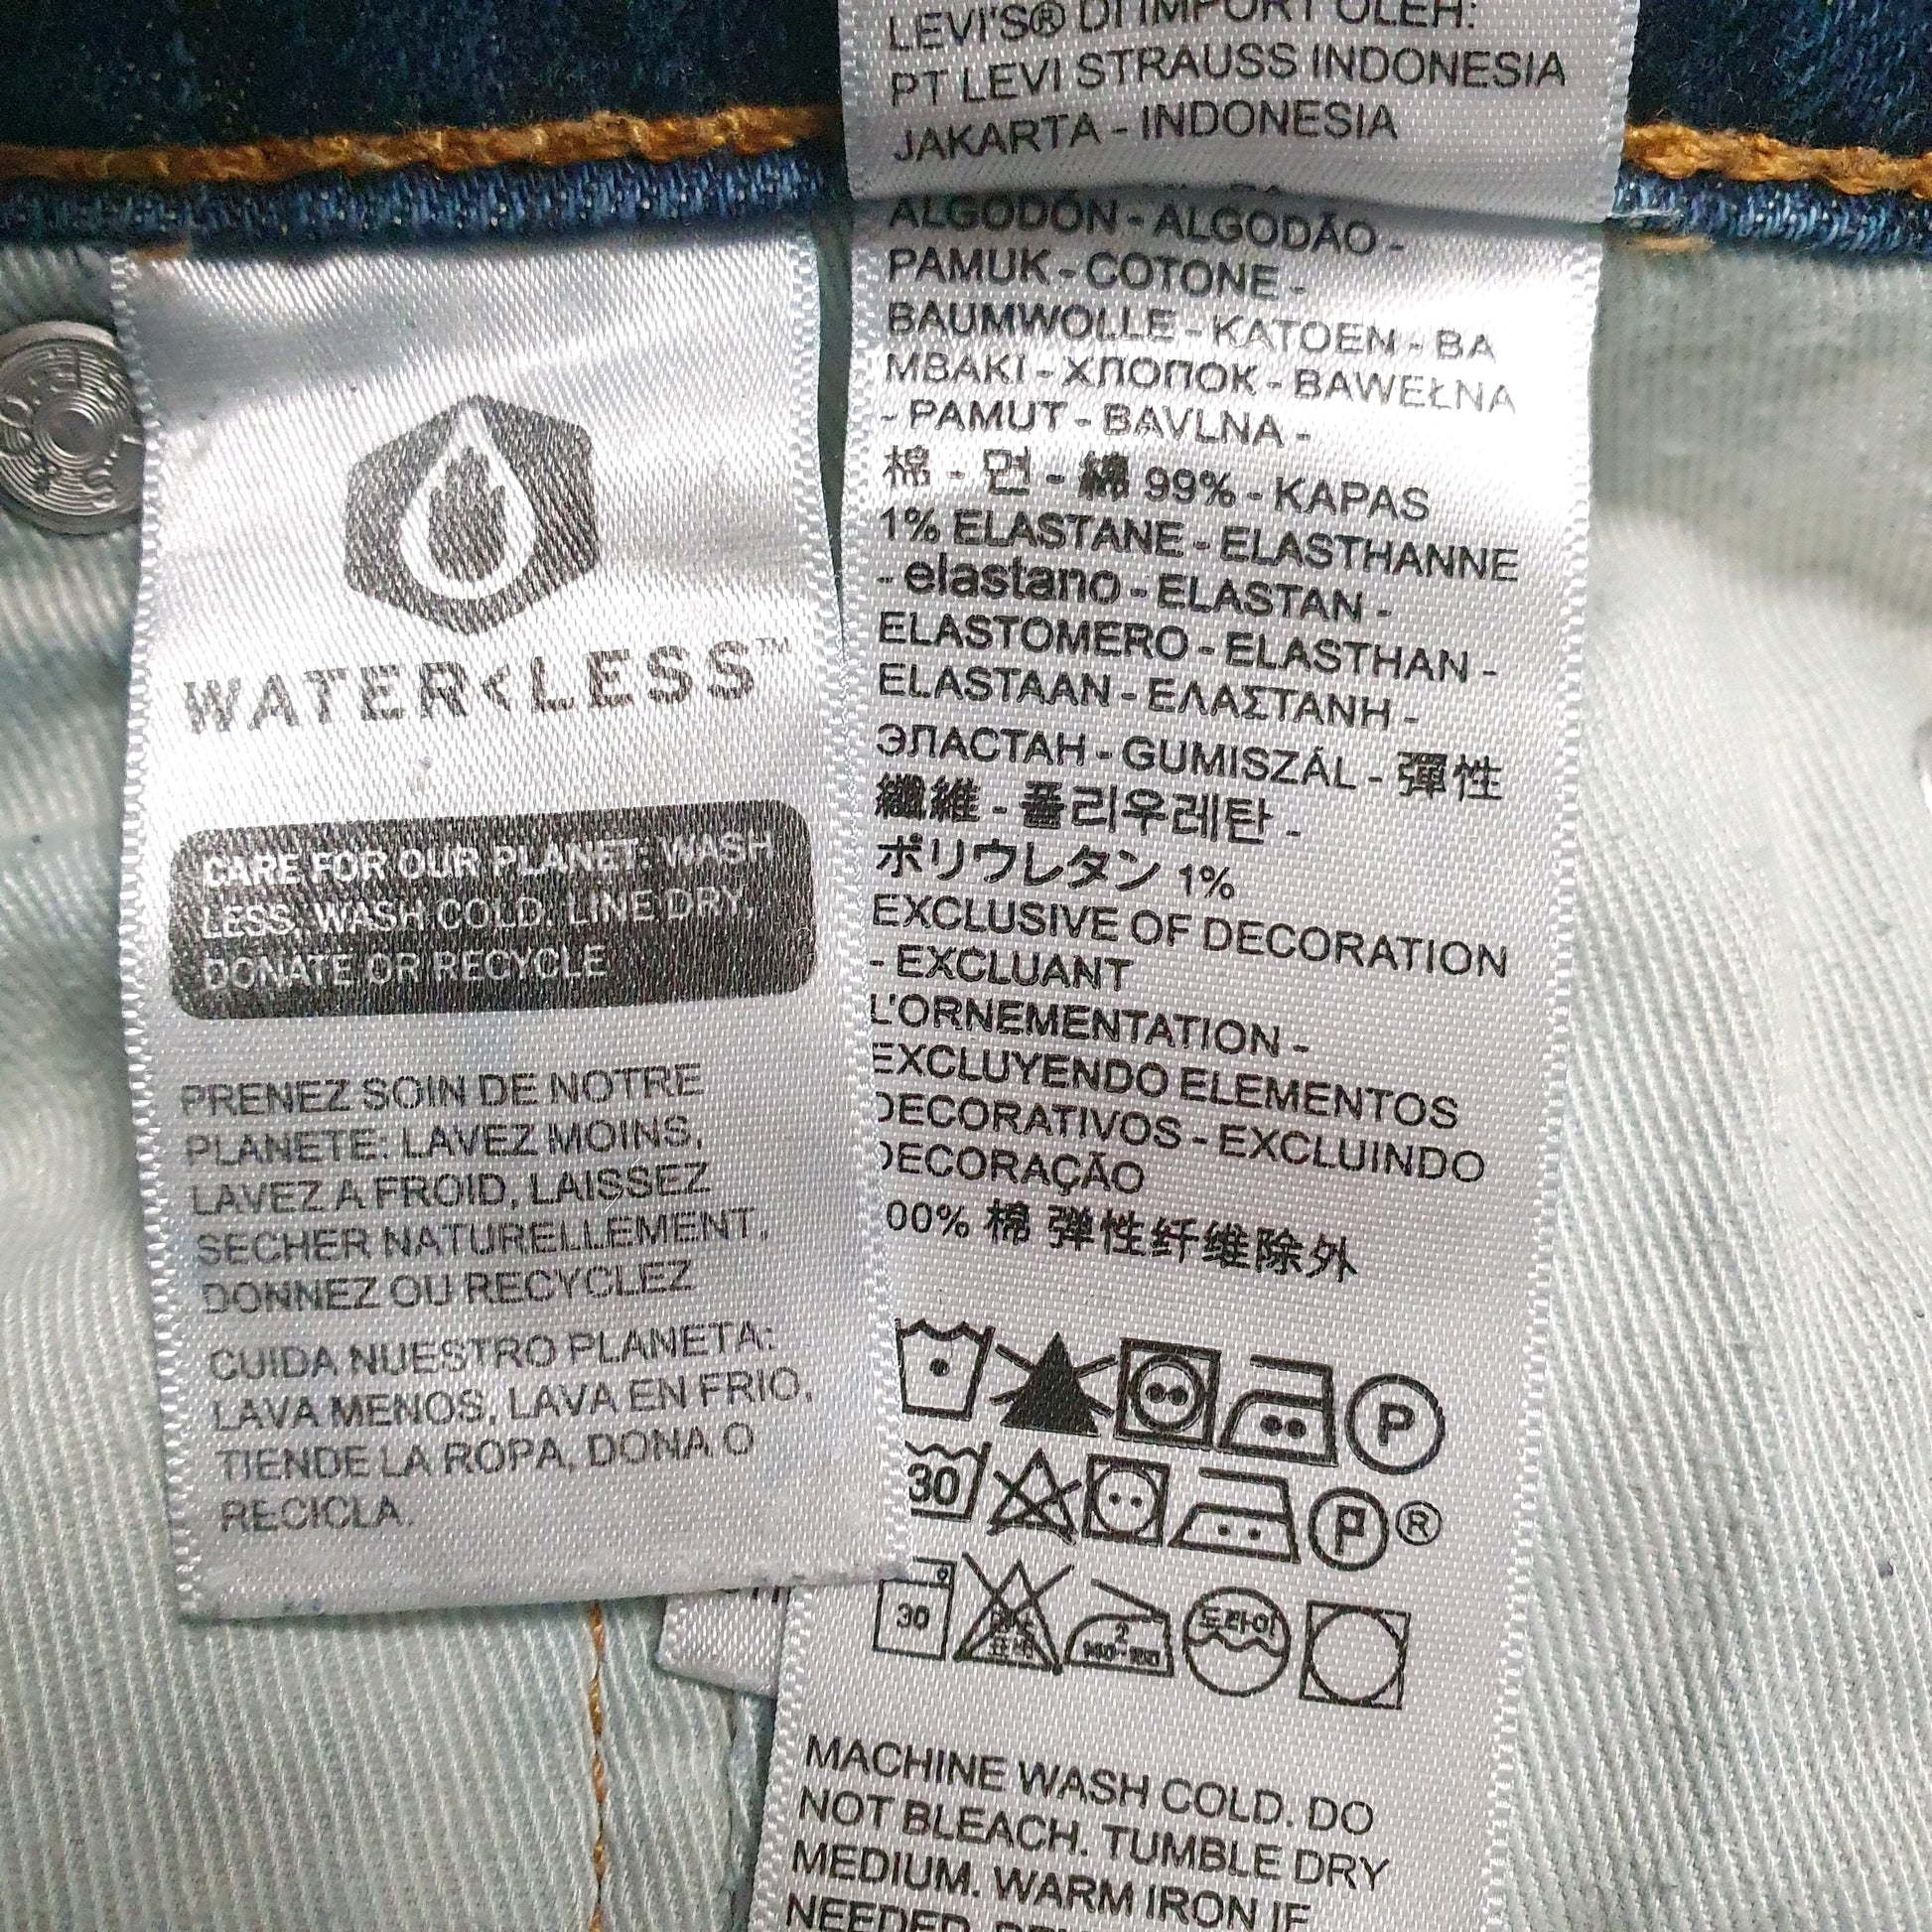 LEVI'S® DI IMPORT OLEH:
PT LEVI STRAUSS INDONESIA
JAKARTA - INDONESIA
WATER<LESS™
CARE FOR OUR PLANET: WASH
LESS, WASH COLD, LINE DRY,
DONATE OR RECYCLE
PRENEZ SOIN DE NOTRE
PLANETE: LAVEZ MOINS,
LAVEZ A FROID, LAISSEZ
SECHER NATURELLEMENT,
DONNEZ OU RECYCLEZ
CUIDA NUESTRO PLANETA:
LAVA MENOS, LAVA EN FRIO,
TIENDE LA ROPA, DONA O
RECICLA.
ALGODÓN - ALGODÃO -
PAMUK - COTONE -
BAUMWOLLE - KATOEN - BA
MBAKI - ХЛОПОК - BAWEŁNA
- PAMUT - BAVLNA -
棉 - 면 - 綿 99% - KAPAS
1% ELASTANE - ELASTHANNE
- elastano - ELASTAN -
ELASTOMERO - ELASTHAN -
ELASTAAN - ΕΛΑΣΤΑΝΗ -
ЭЛАСТАН - GUMISZÁL - 彈性
纖維 - 폴리우레탄 -
ポリウレタン 1%
EXCLUSIVE OF DECORATION
- EXCLUANT
L'ORNEMENTATION -
EXCLUYENDO ELEMENTOS
DECORATIVOS - EXCLUINDO
DECORAÇÃO
00% 棉 弹性纤维除外
P
30 P ®
30 2 드라이
MACHINE WASH COLD. DO
NOT BLEACH. TUMBLE DRY
MEDIUM. WARM IRON IF
NEEDED.